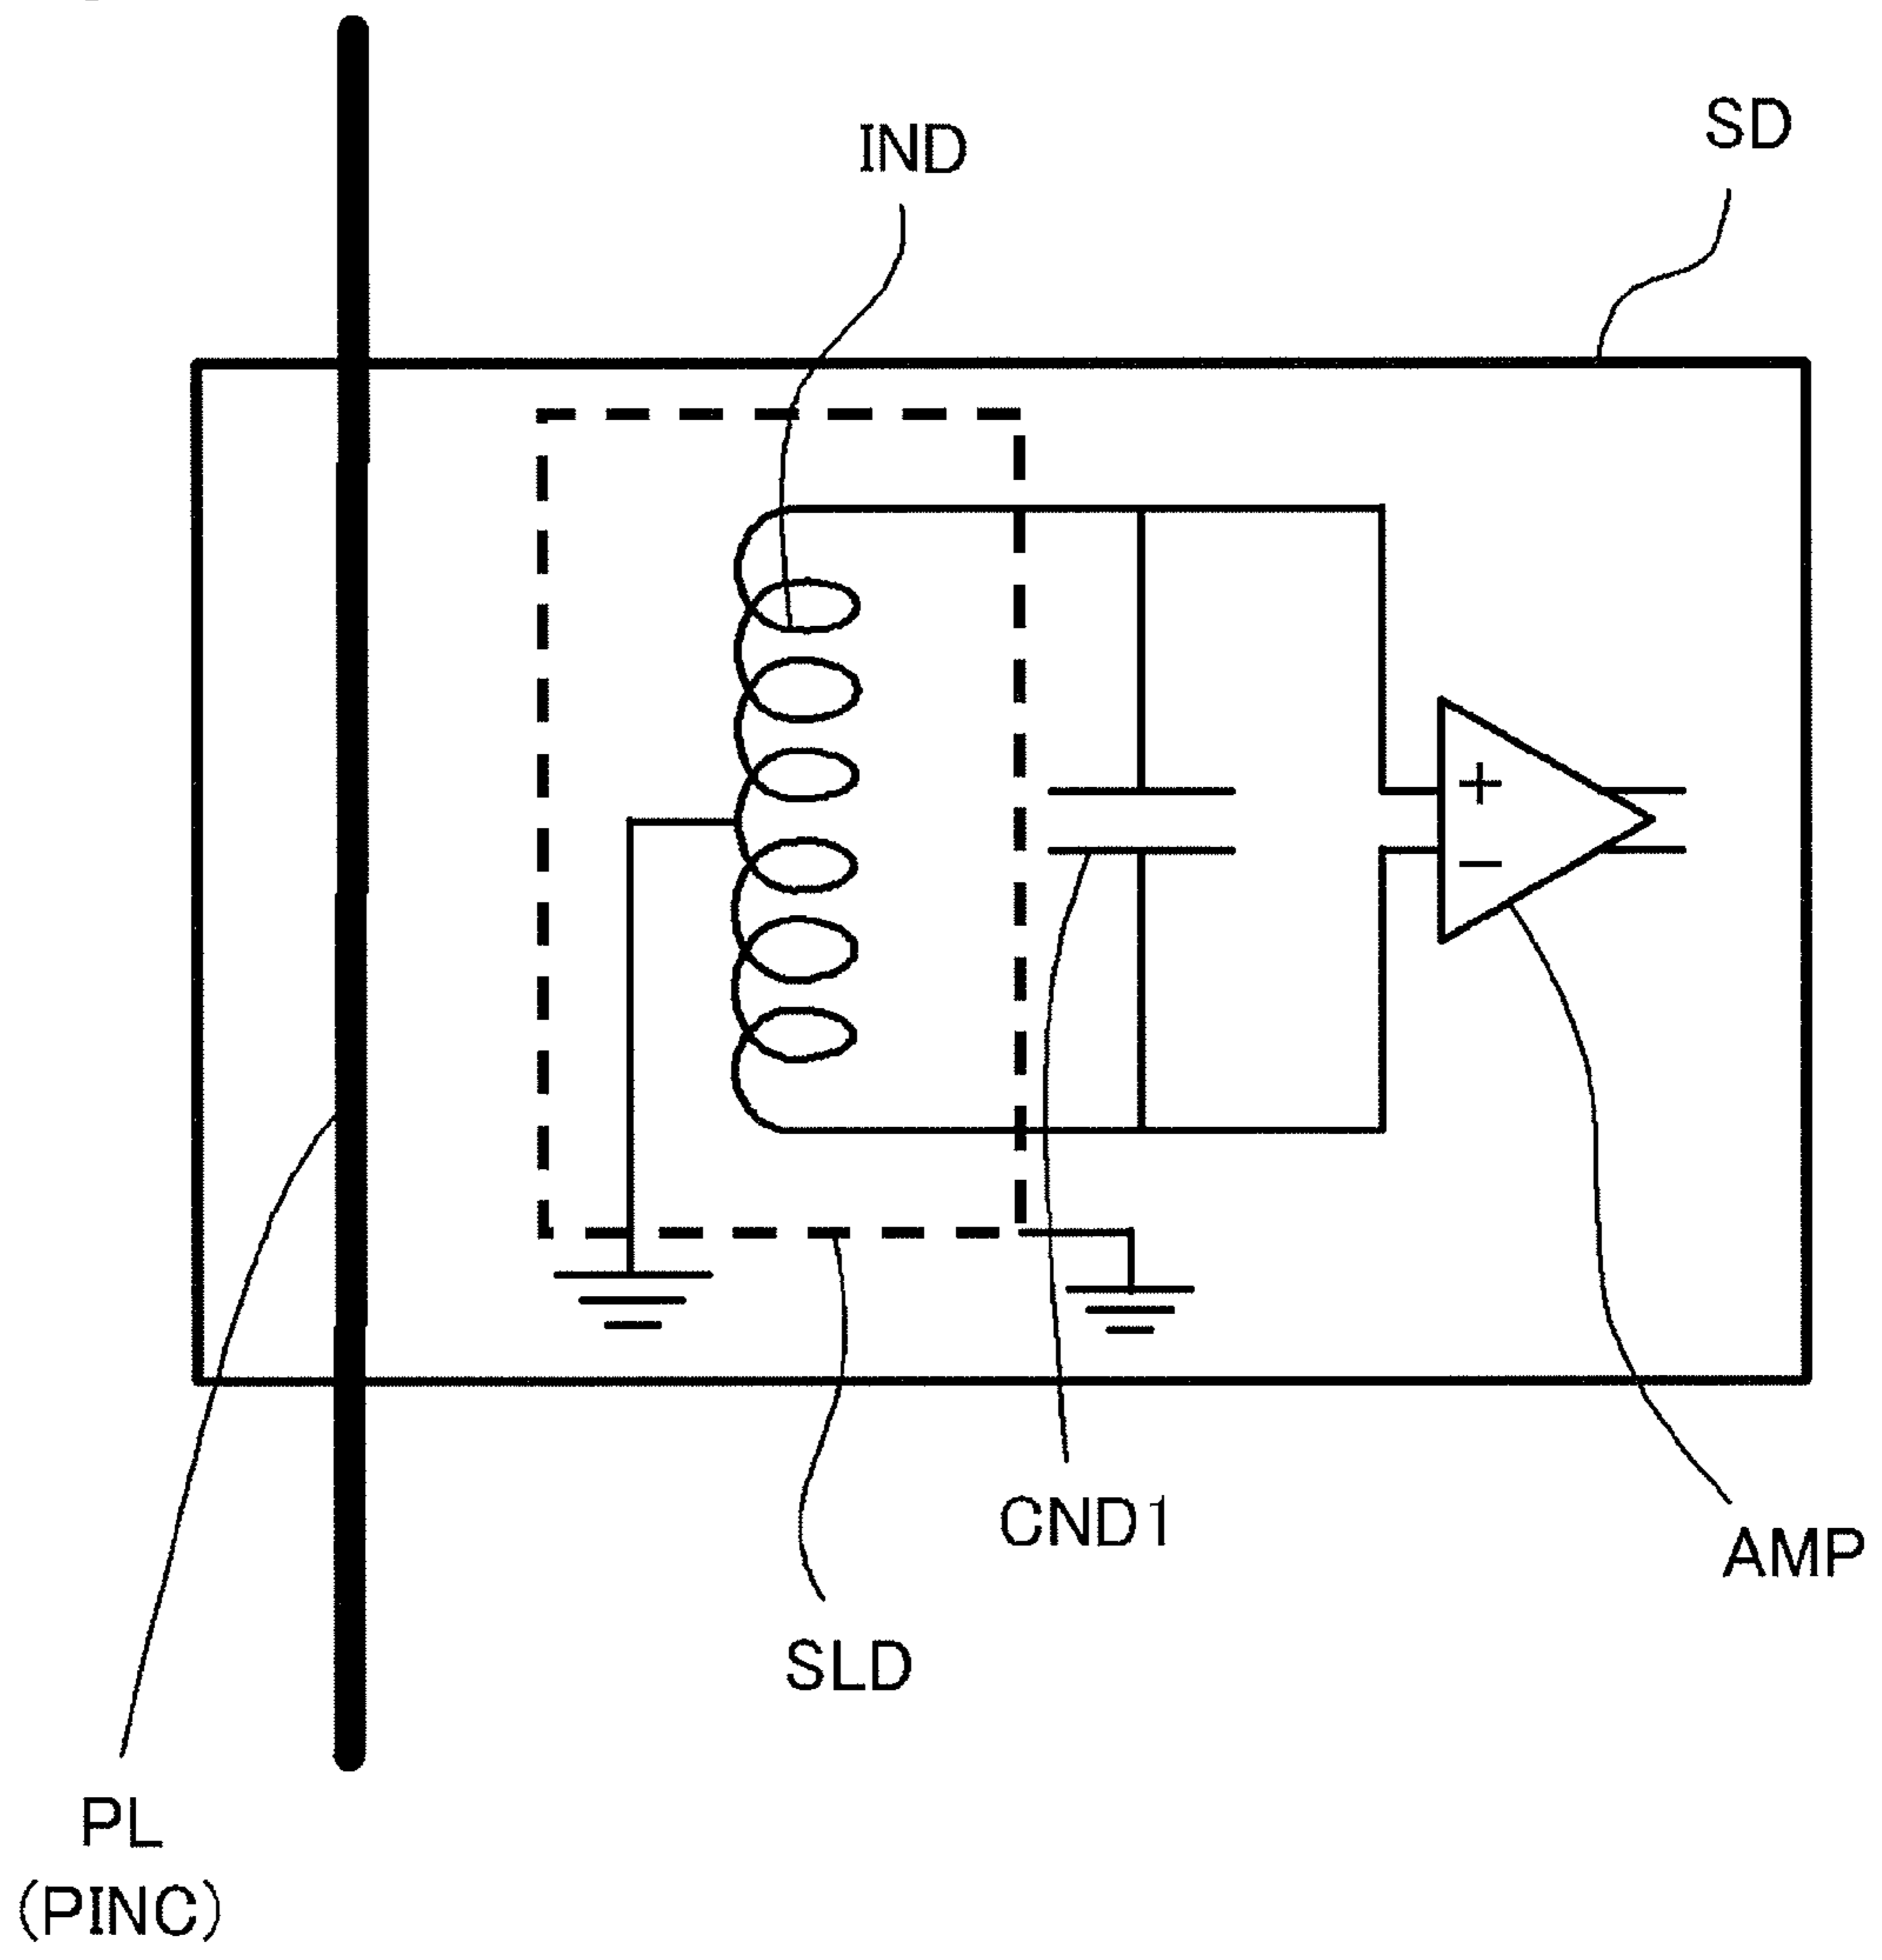 SD
IND
+
−
CND1
AMP
SLD
PL
(PINC)